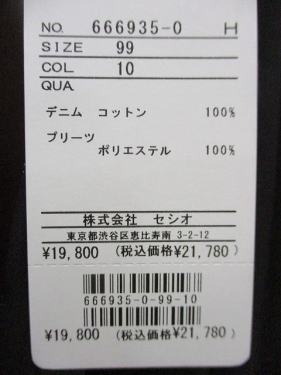 NO. 666935-0 H
SIZE 99
COL 10
QUA.
デニム コットン 100%
プリーツ
ポリエステル 100%
株式会社 セシオ
東京都渋谷区恵比寿南 3-2-12
¥19,800 (税込価格¥21,780)
666935-0-99-10
¥19,800 (税込価格¥21,780)